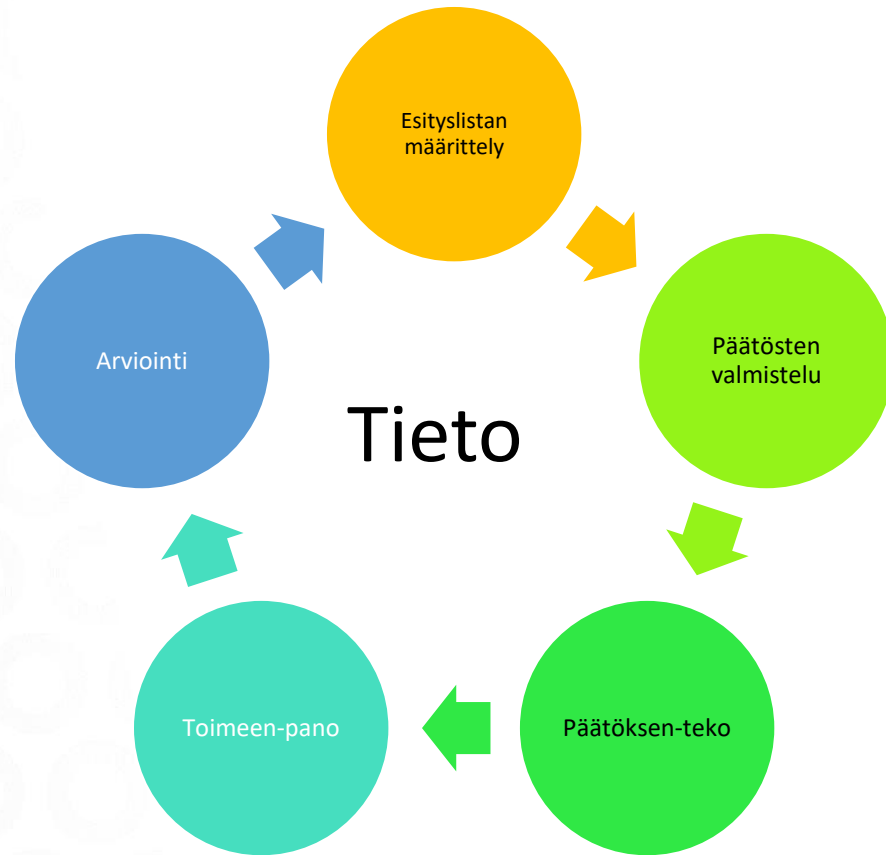 Esityslistan
määrittely
Päätösten
valmistelu
Arviointi
Tieto
Toimeen-pano
Päätöksen-teko